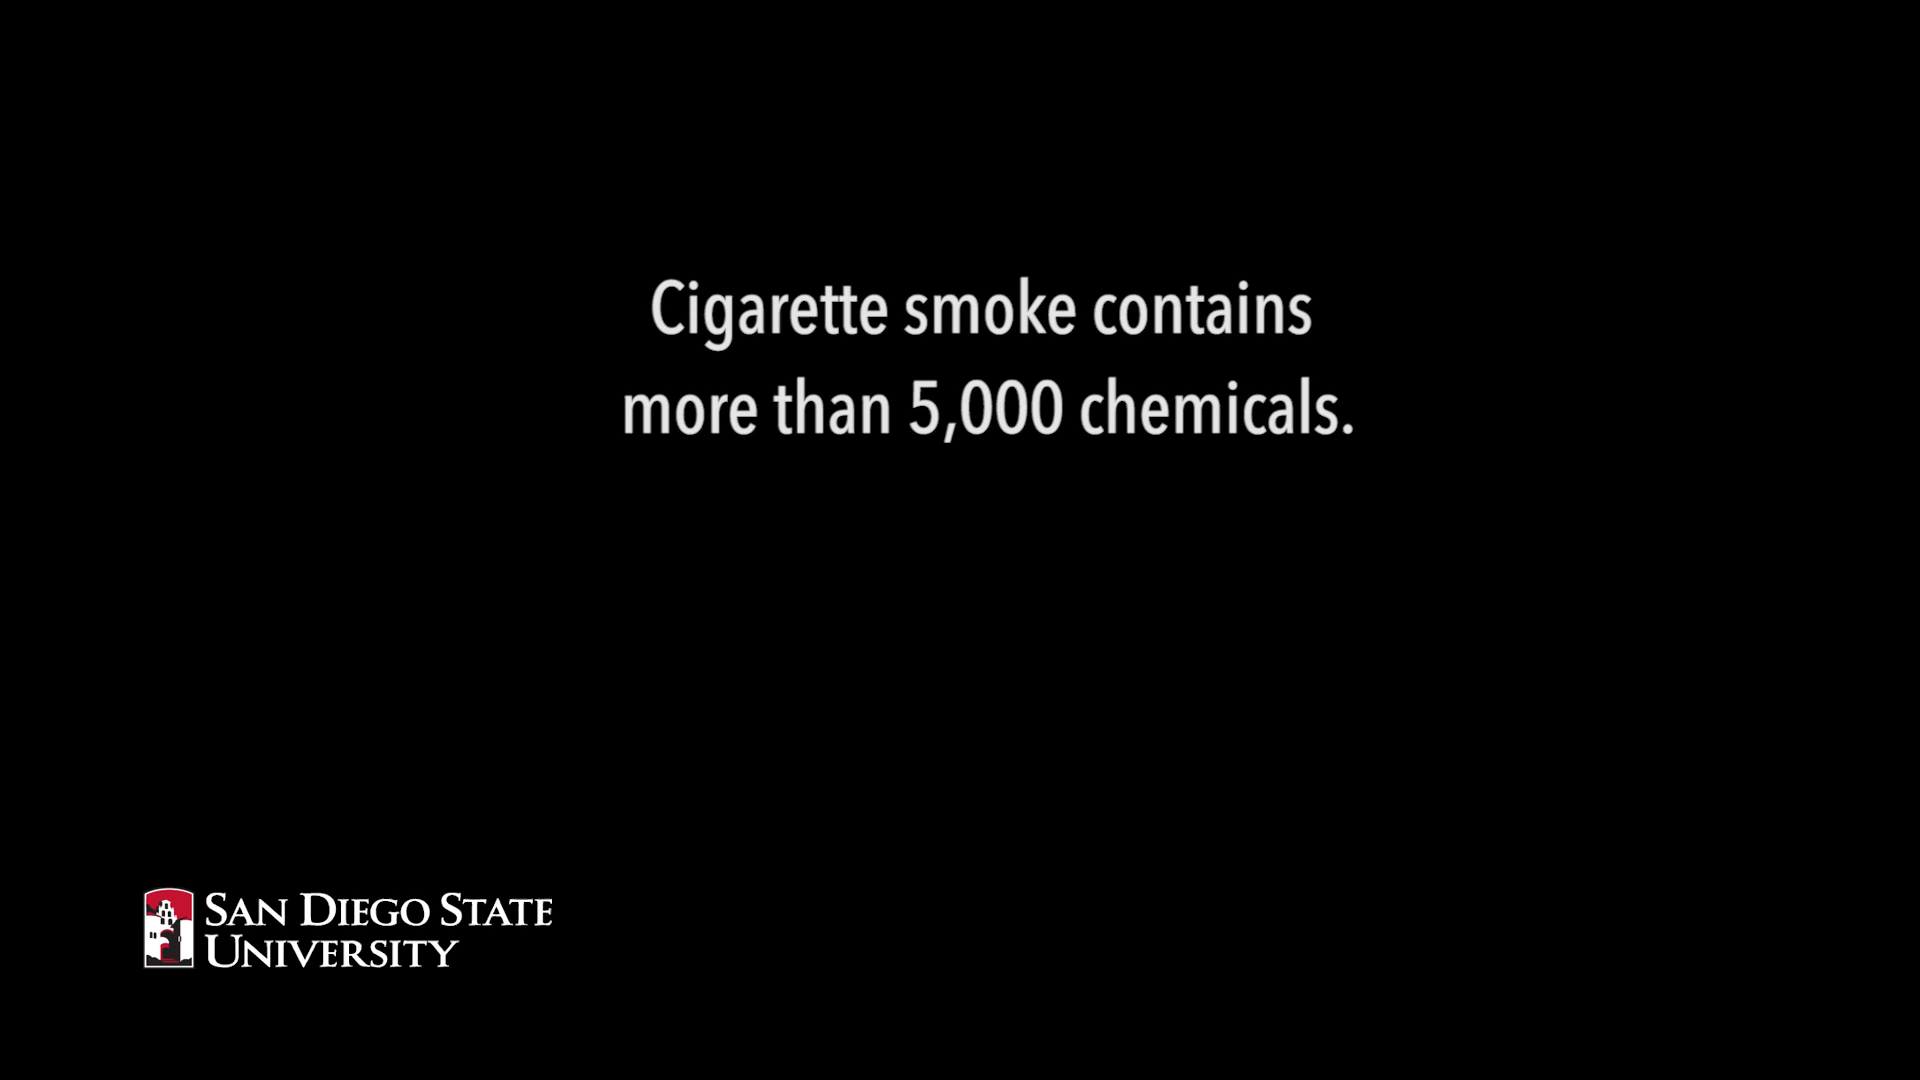 Cigarette smoke contains
more than 5,000 chemicals.
SAN DIEGO STATE
UNIVERSITY